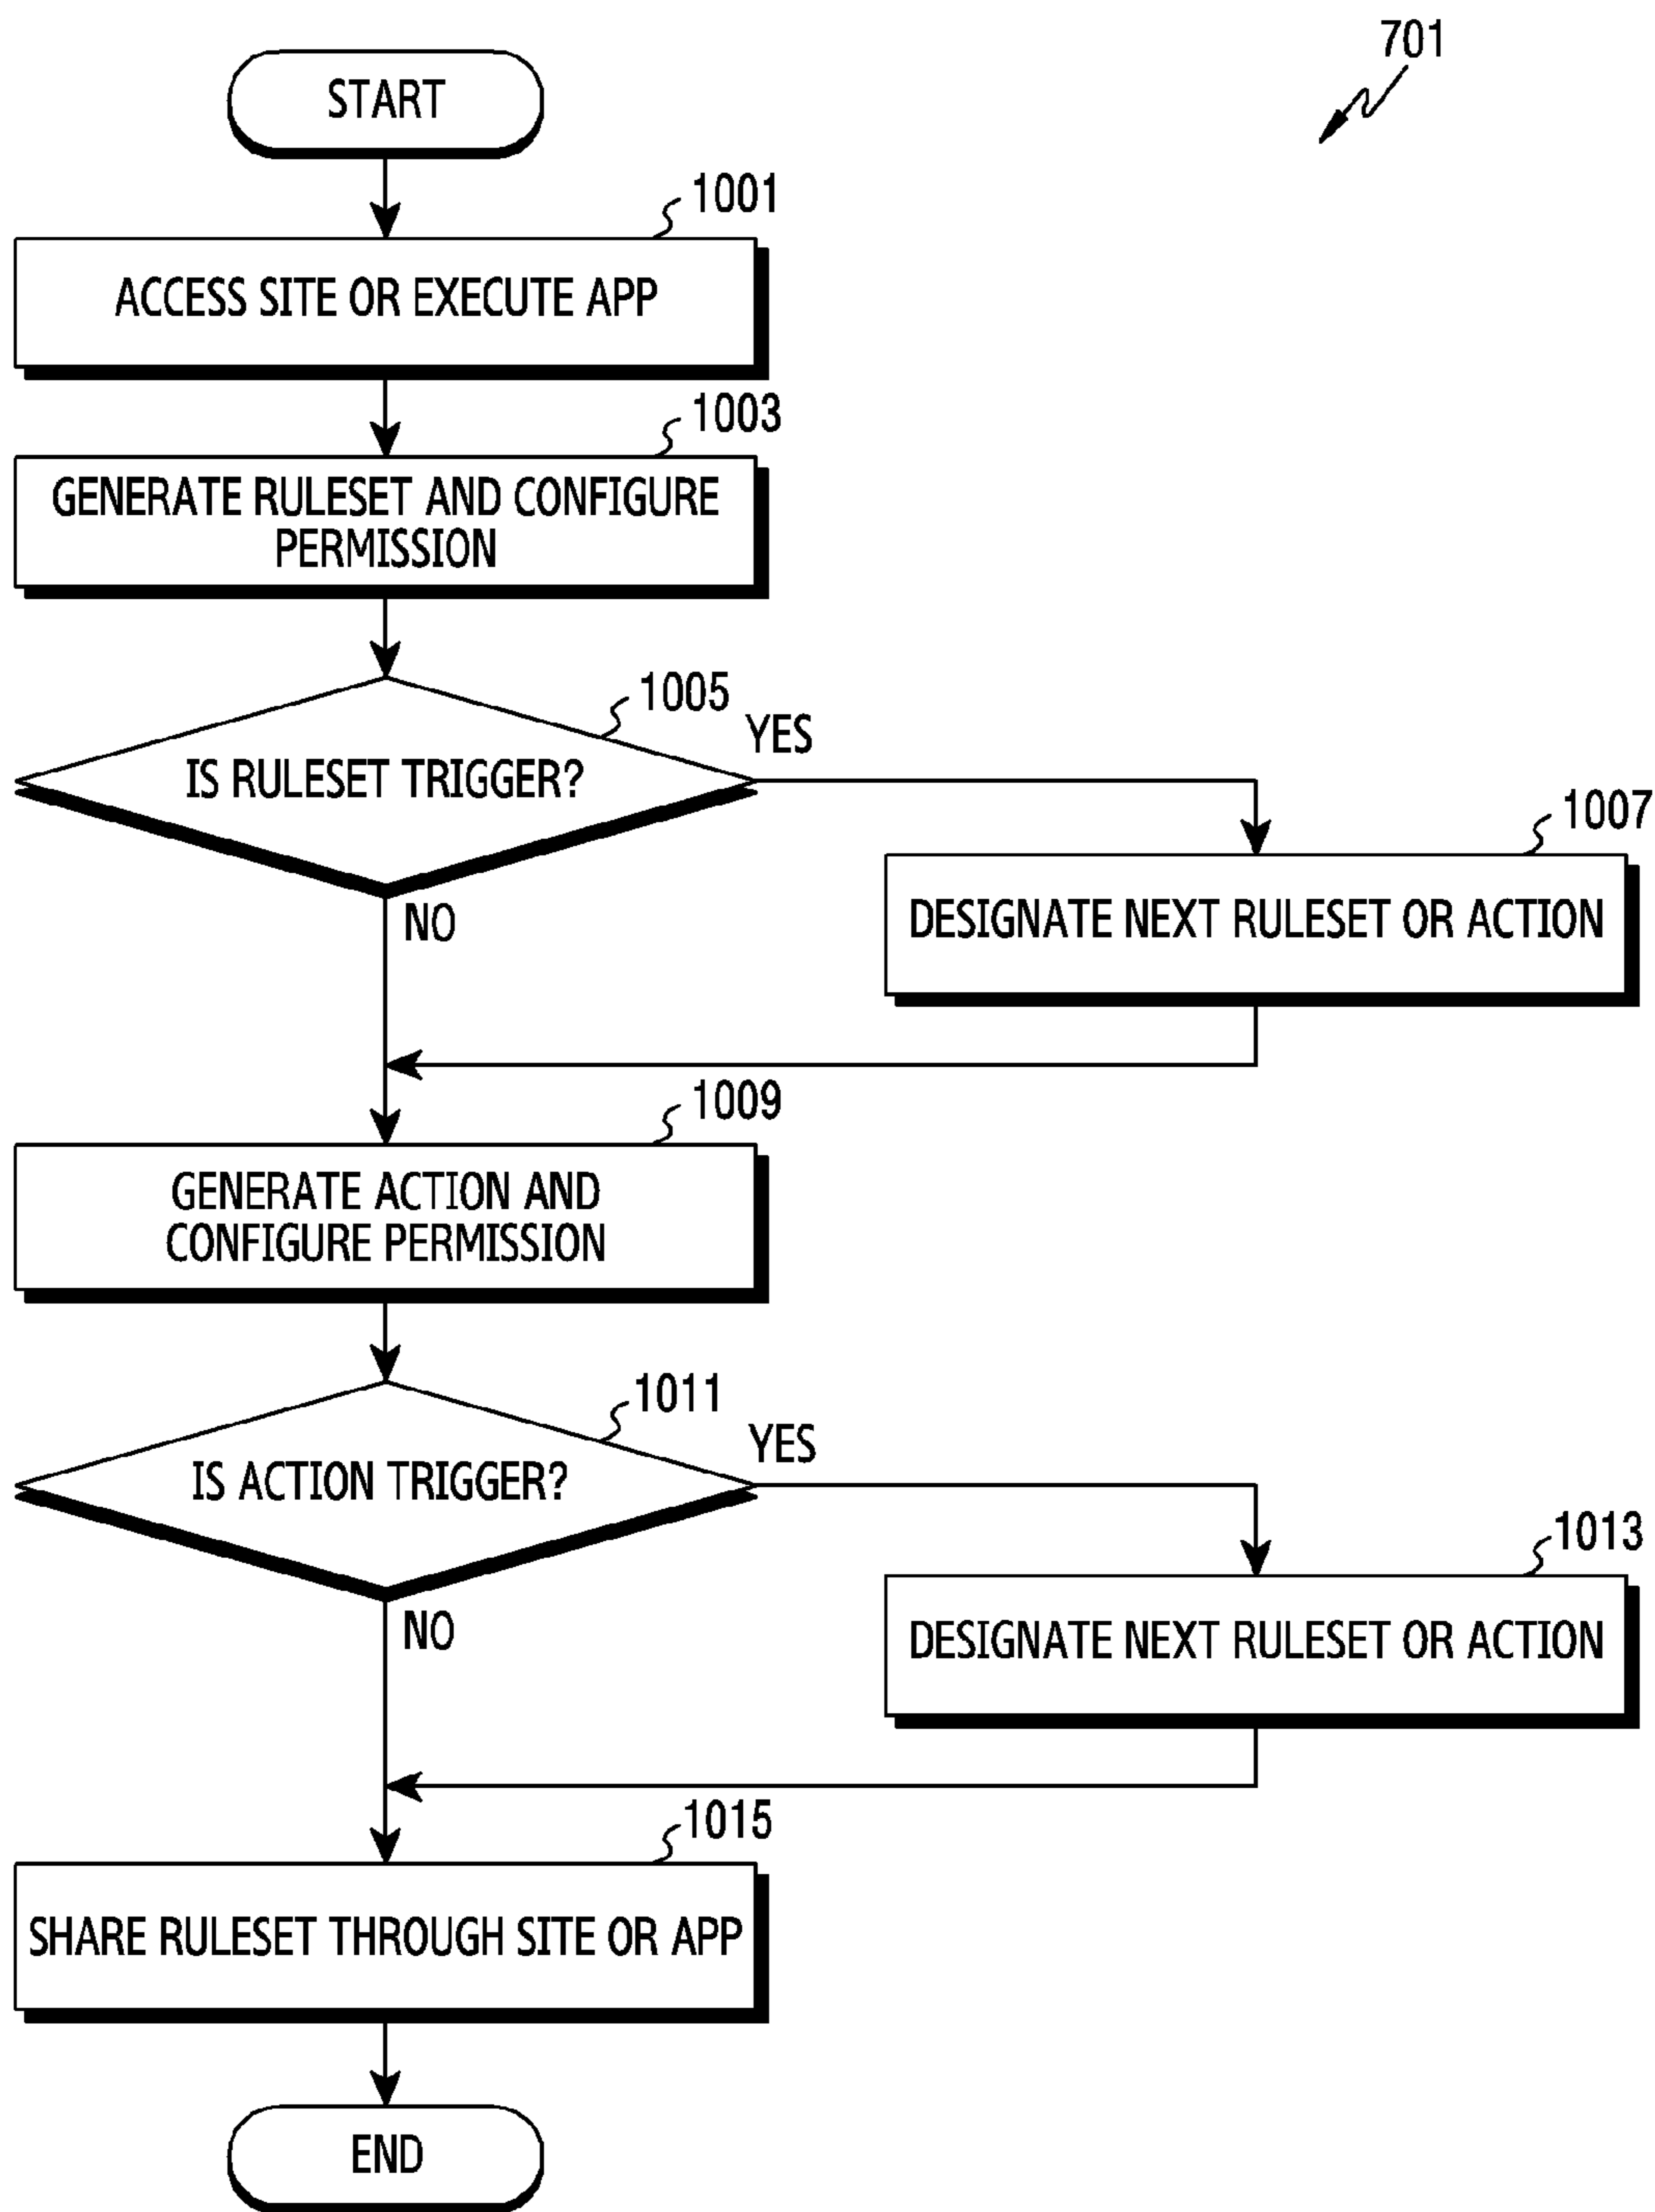 701
START
1001
ACCESS SITE OR EXECUTE APP
1003
GENERATE RULESET AND CONFIGURE
PERMISSION
1005
YES
IS RULESET TRIGGER?
1007
NO
DESIGNATE NEXT RULESET OR ACTION
1009
GENERATE ACTION AND
CONFIGURE PERMISSION
1011
YES
IS ACTION TRIGGER?
1013
NO
DESIGNATE NEXT RULESET OR ACTION
1015
SHARE RULESET THROUGH SITE OR APP
END